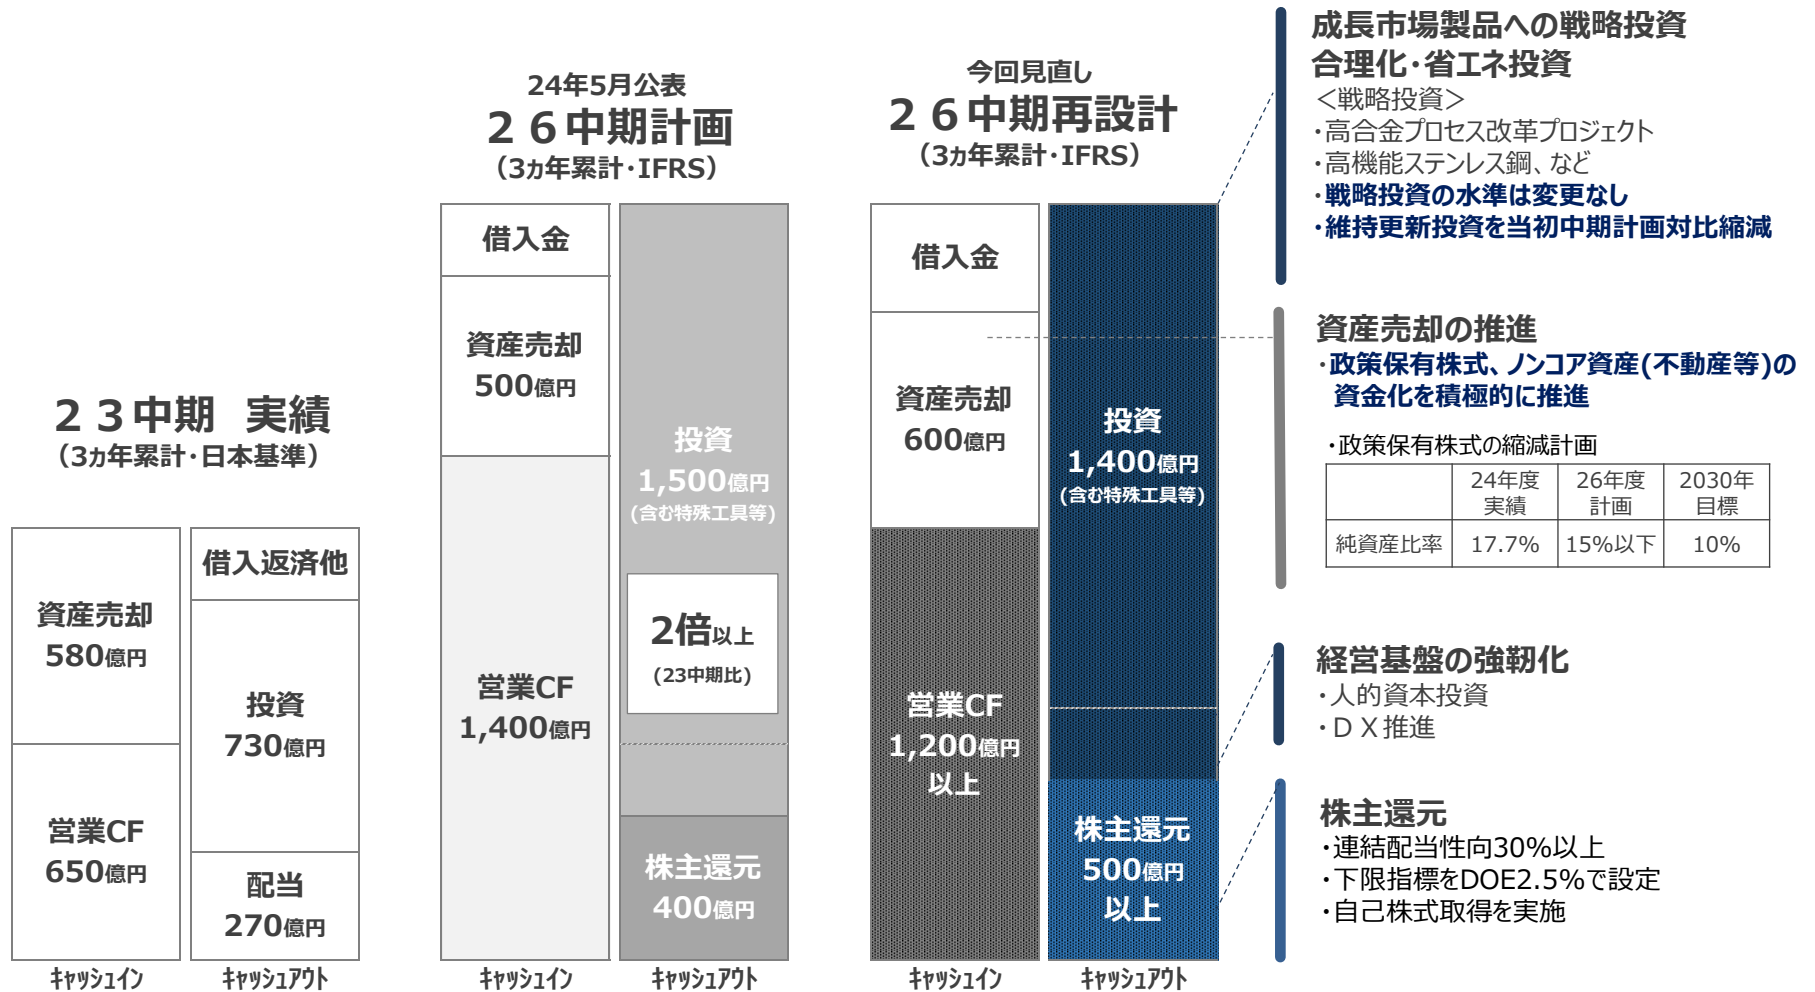 ２３中期 実績
（3ヵ年累計・日本基準）
資産売却
580億円
営業CF
650億円
キャッシュイン
借入返済他
投資
730億円
配当
270億円
キャッシュアウト
24年5月公表
２６中期計画
（3ヵ年累計・IFRS）
借入金
資産売却
500億円
営業CF
1,400億円
キャッシュイン
投資
1,500億円
(含む特殊工具等)
2倍以上
(23中期比)
株主還元
400億円
キャッシュアウト
今回見直し
２６中期再設計
（3ヵ年累計・IFRS）
借入金
資産売却
600億円
営業CF
1,200億円
以上
キャッシュイン
投資
1,400億円
(含む特殊工具等)
株主還元
500億円
以上
キャッシュアウト
成長市場製品への戦略投資
合理化・省エネ投資
＜戦略投資＞
・高合金プロセス改革プロジェクト
・高機能ステンレス鋼、など
・戦略投資の水準は変更なし
・維持更新投資を当初中期計画対比縮減
資産売却の推進
・政策保有株式、ノンコア資産(不動産等)の
資金化を積極的に推進
・政策保有株式の縮減計画
24年度 26年度 2030年
実績 計画 目標
純資産比率 17.7% 15%以下 10%
経営基盤の強靭化
・人的資本投資
・ＤＸ推進
株主還元
・連結配当性向30%以上
・下限指標をDOE2.5%で設定
・自己株式取得を実施